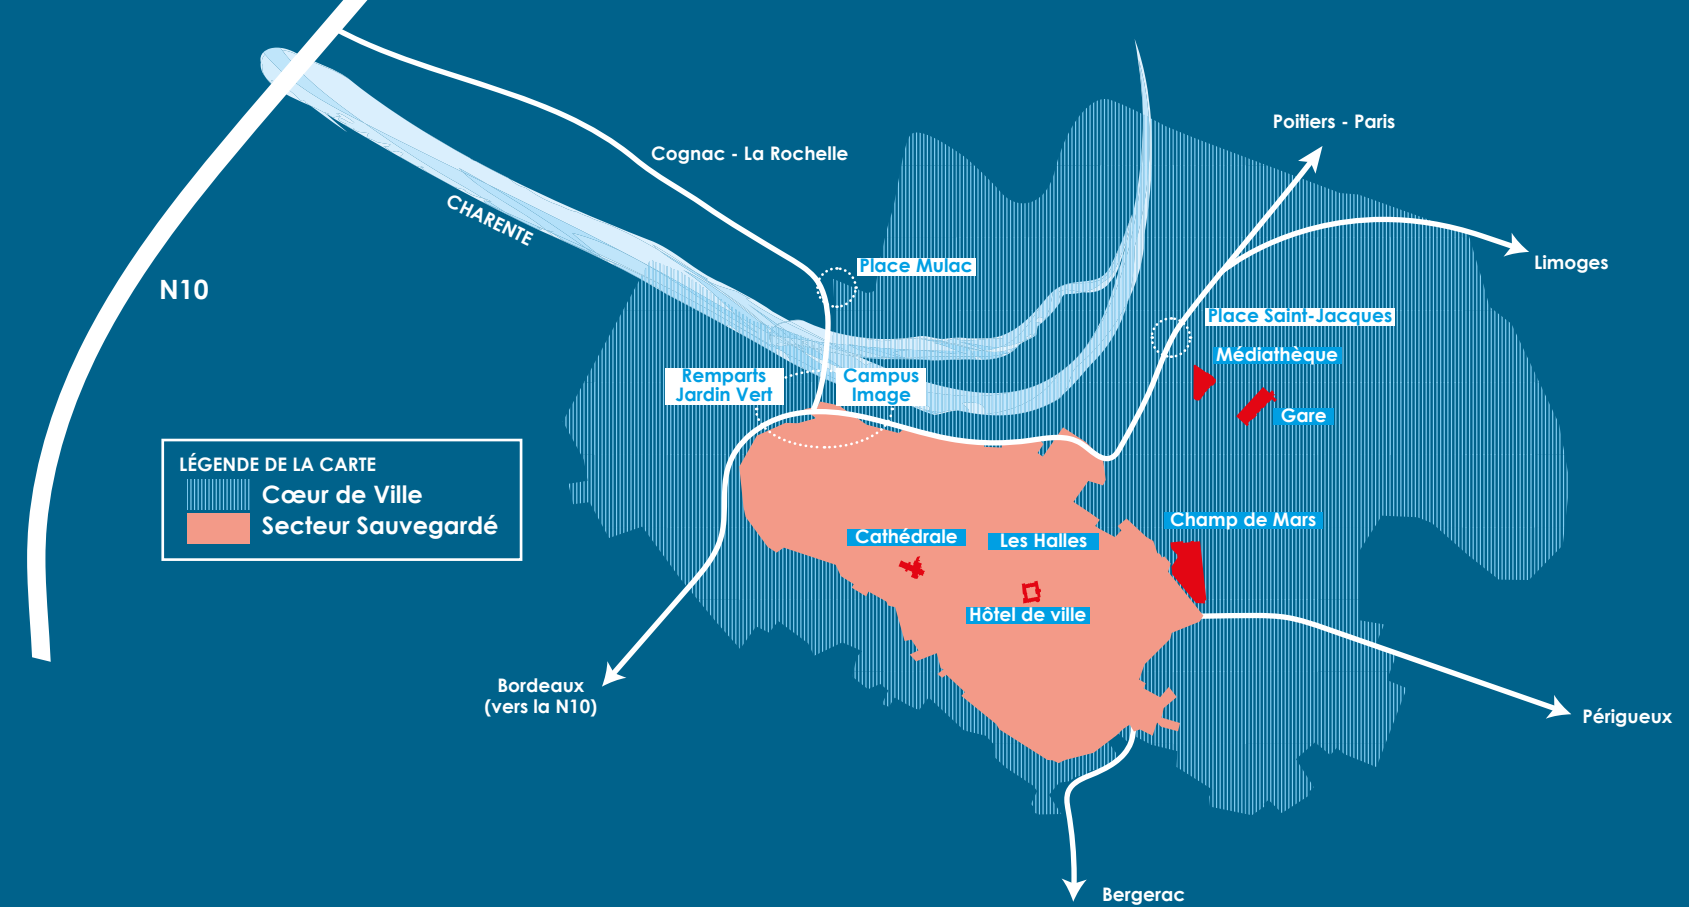 Poitiers - Paris
Cognac - La Rochelle
CHARENTE
Limoges
Place Mulac
N10
Place Saint-Jacques
Médiathèque
Remparts
Jardin Vert
Campus
Image
Gare
LÉGENDE DE LA CARTE
Cœur de Ville
Secteur Sauvegardé
Champ de Mars
Cathédrale
Les Halles
Hôtel de ville
Bordeaux
(vers la N10)
Périgueux
Bergerac